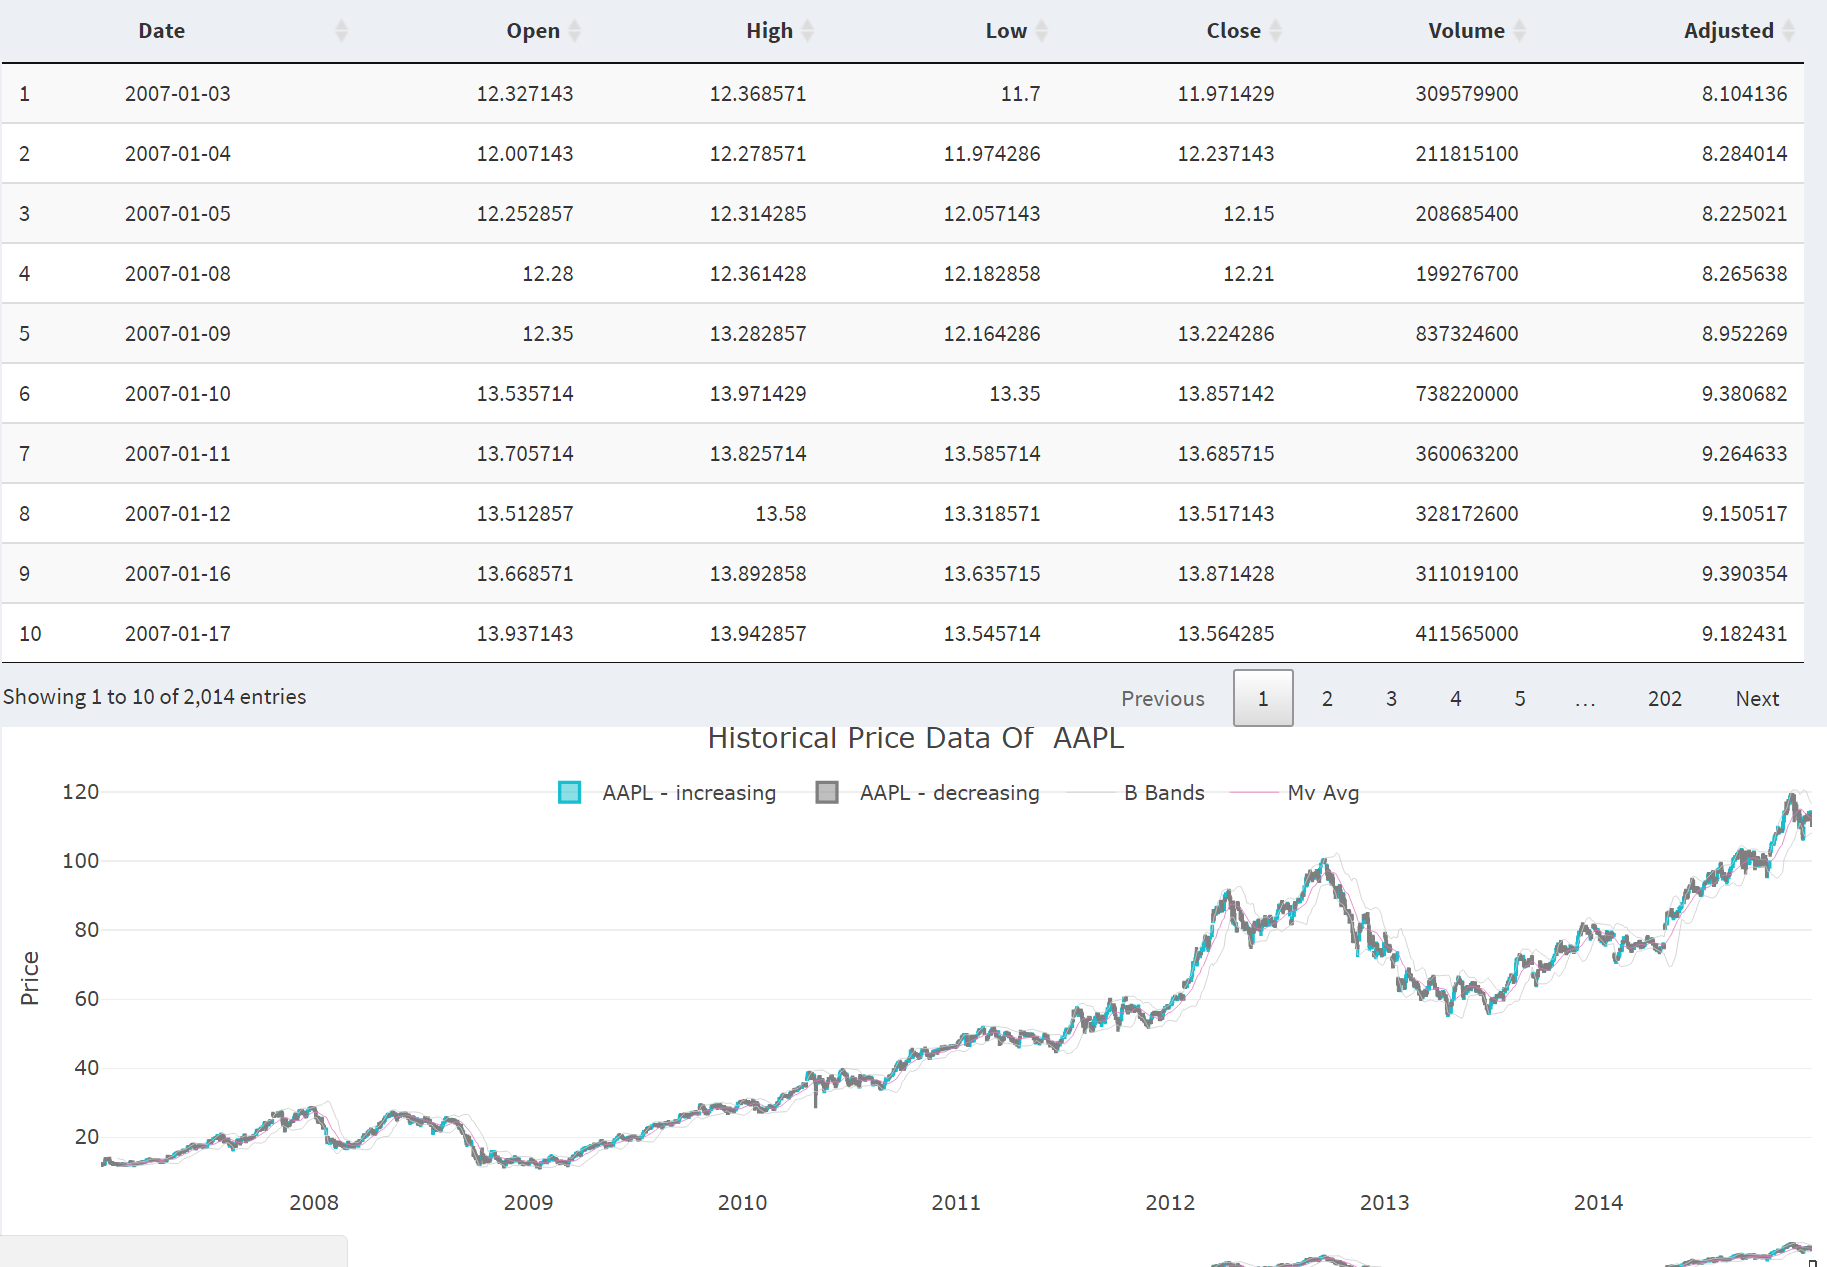 Date Open High Low Close Volume Adjusted
1 2007-01-03 12.327143 12.368571 11.7 11.971429 309579900 8.104136
2 2007-01-04 12.007143 12.278571 11.974286 12.237143 211815100 8.284014
3 2007-01-05 12.252857 12.314285 12.057143 12.15 208685400 8.225021
4 2007-01-08 12.28 12.361428 12.182858 12.21 199276700 8.265638
5 2007-01-09 12.35 13.282857 12.164286 13.224286 837324600 8.952269
6 2007-01-10 13.535714 13.971429 13.35 13.857142 738220000 9.380682
7 2007-01-11 13.705714 13.825714 13.585714 13.685715 360063200 9.264633
8 2007-01-12 13.512857 13.58 13.318571 13.517143 328172600 9.150517
9 2007-01-16 13.668571 13.892858 13.635715 13.871428 311019100 9.390354
10 2007-01-17 13.937143 13.942857 13.545714 13.564285 411565000 9.182431
Showing 1 to 10 of 2,014 entries Previous 1 2 3 4 5 … 202 Next
Historical Price Data Of AAPL
AAPL - increasing AAPL - decreasing B Bands Mv Avg
120
100
80
60
40
20
Price
2008 2009 2010 2011 2012 2013 2014